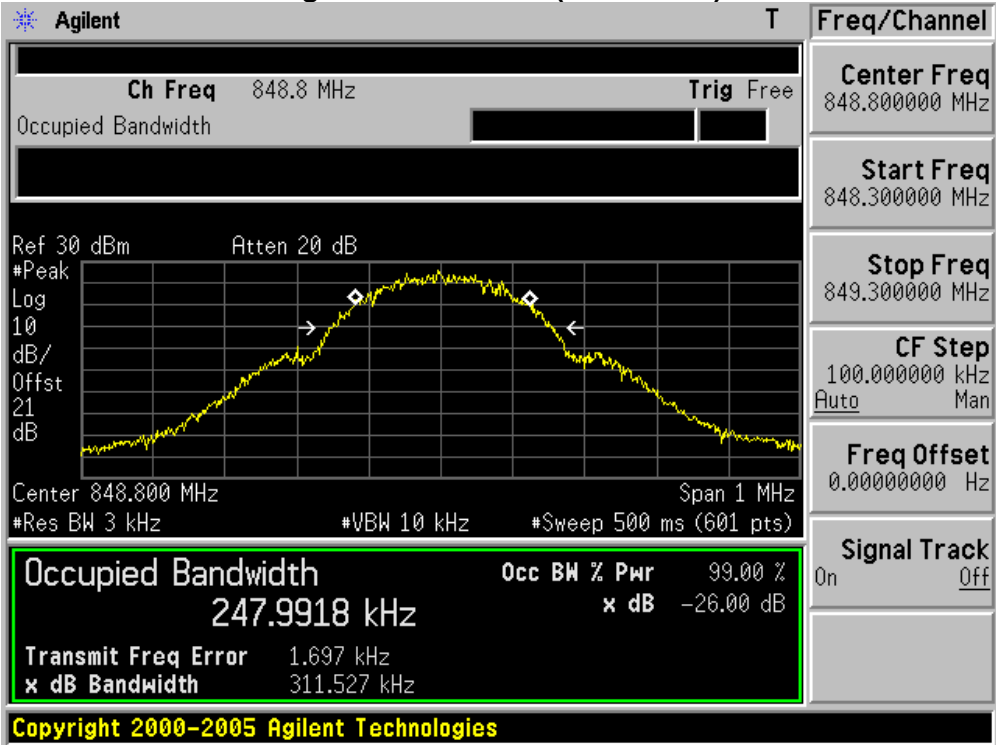 Agilent T Freq/Channel
Ch Freq 848.8 MHz Trig Free
Occupied Bandwidth
Center Freq
848.800000 MHz
Start Freq
848.300000 MHz
Stop Freq
849.300000 MHz
CF Step
100.000000 kHz
Auto Man
Freq Offset
0.00000000 Hz
Signal Track
On Off
Ref 30 dBm Atten 20 dB
#Peak
Log
10
dB/
Offst
21
dB
Center 848.800 MHz Span 1 MHz
#Res BW 3 kHz #VBW 10 kHz #Sweep 500 ms (601 pts)
Occupied Bandwidth Occ BW % Pwr 99.00 %
247.9918 kHz x dB -26.00 dB
Transmit Freq Error 1.697 kHz
x dB Bandwidth 311.527 kHz
Copyright 2000-2005 Agilent Technologies